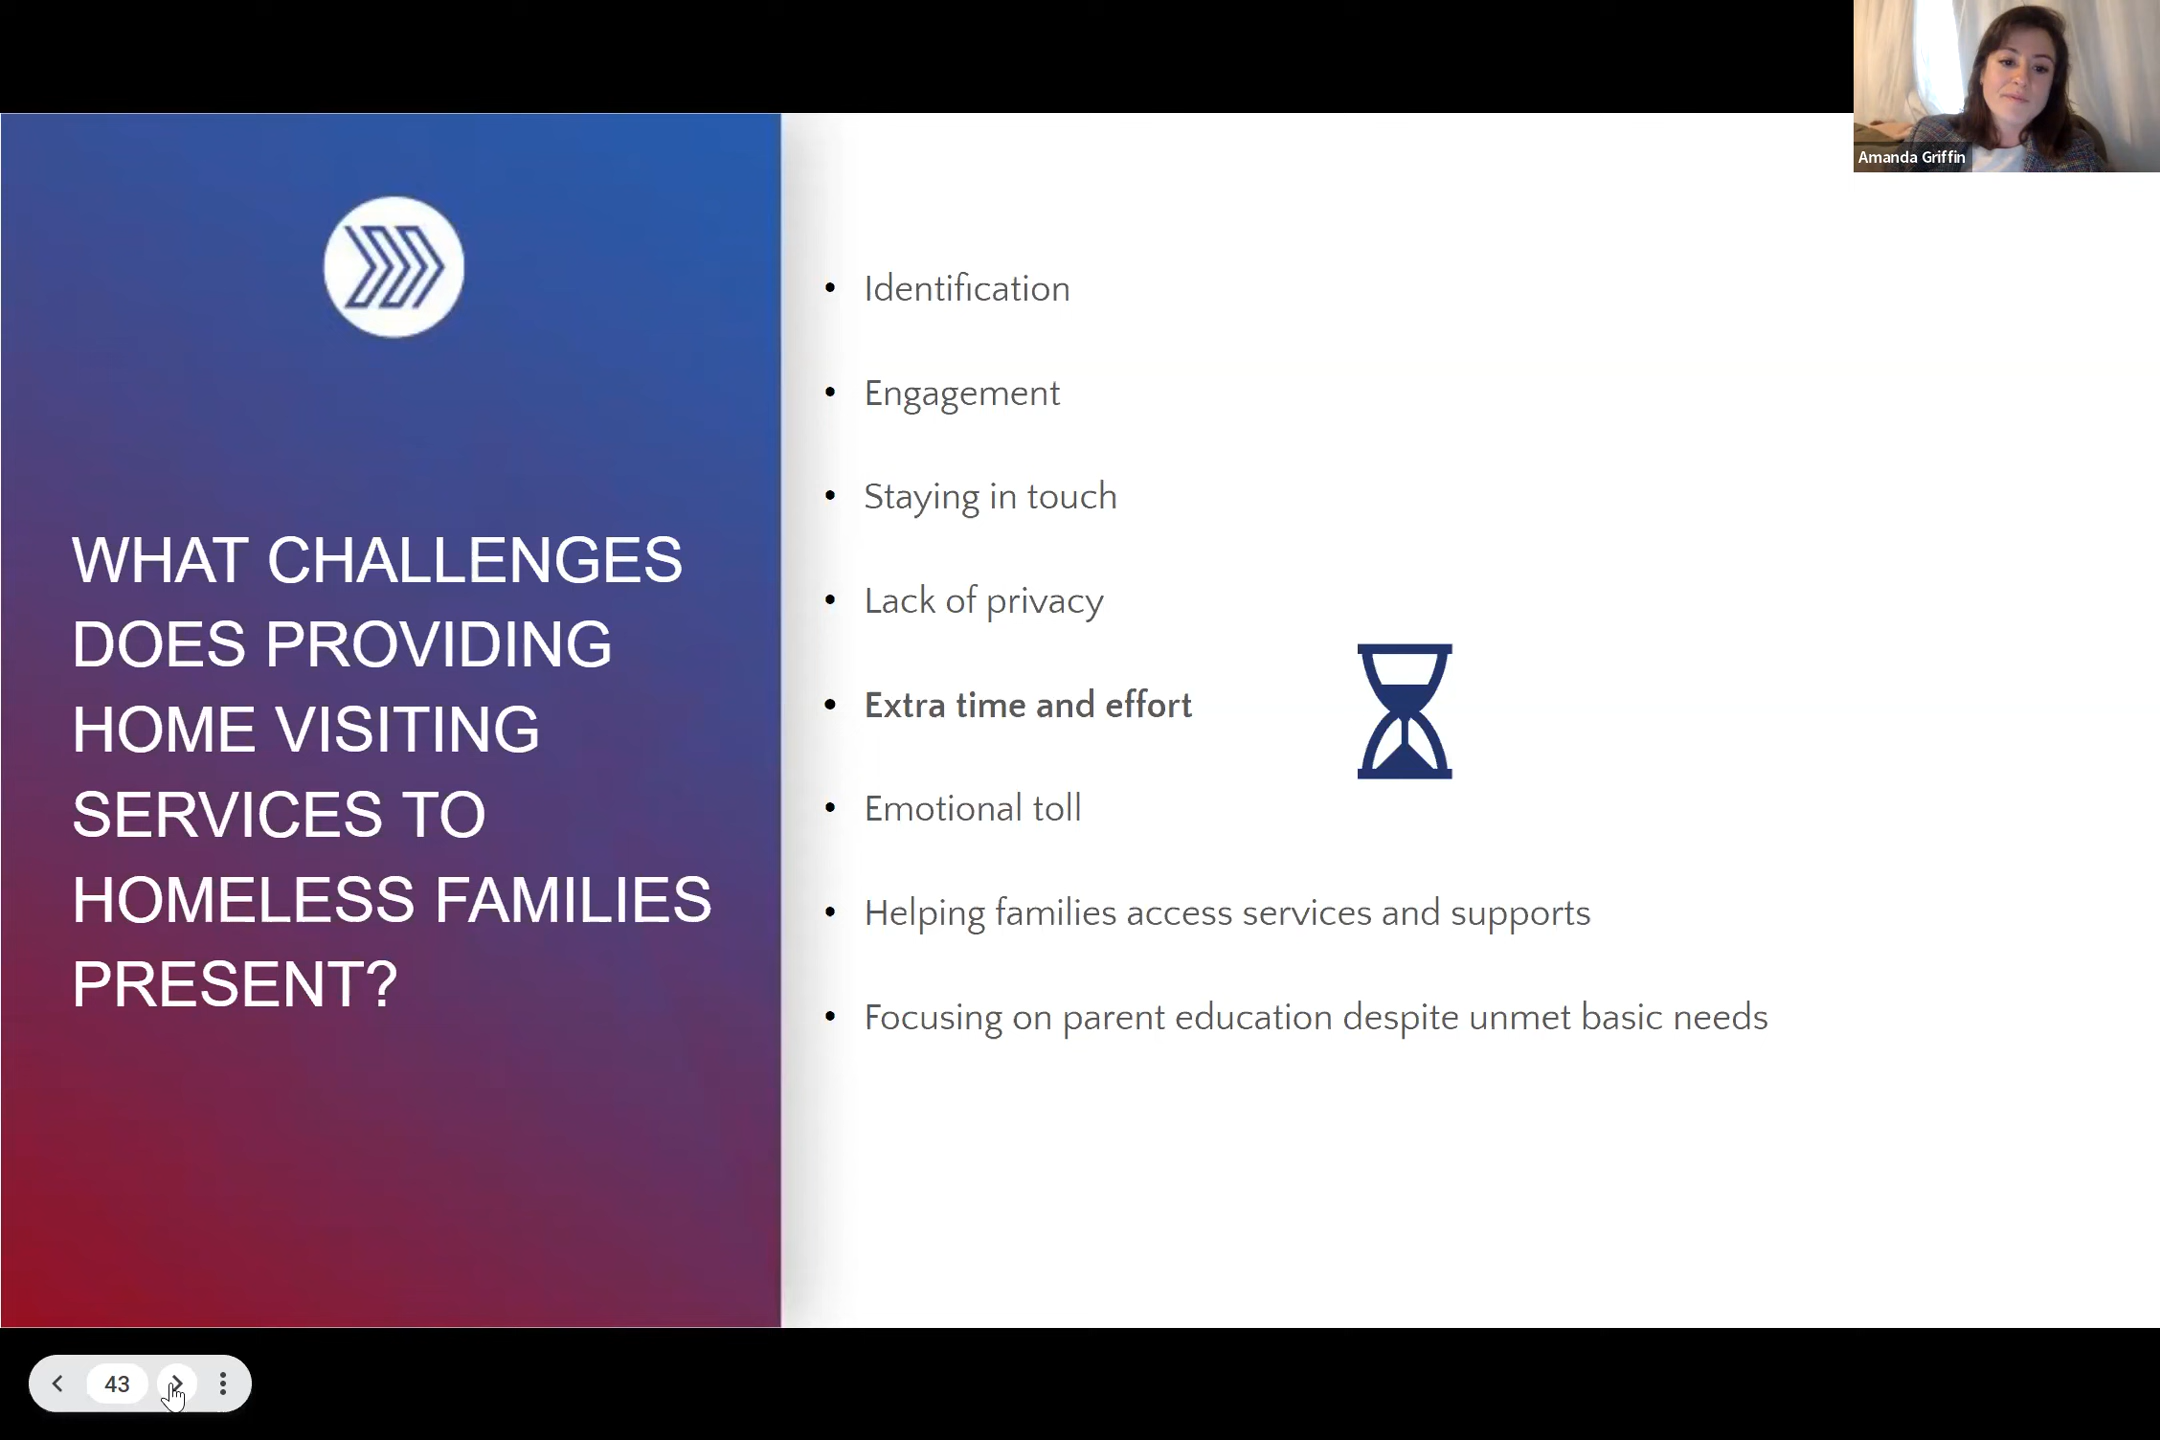 Amanda Griffin
WHAT CHALLENGES
DOES PROVIDING
HOME VISITING
SERVICES TO
HOMELESS FAMILIES
PRESENT?
• Identification
• Engagement
• Staying in touch
• Lack of privacy
• Extra time and effort
• Emotional toll
• Helping families access services and supports
• Focusing on parent education despite unmet basic needs
43